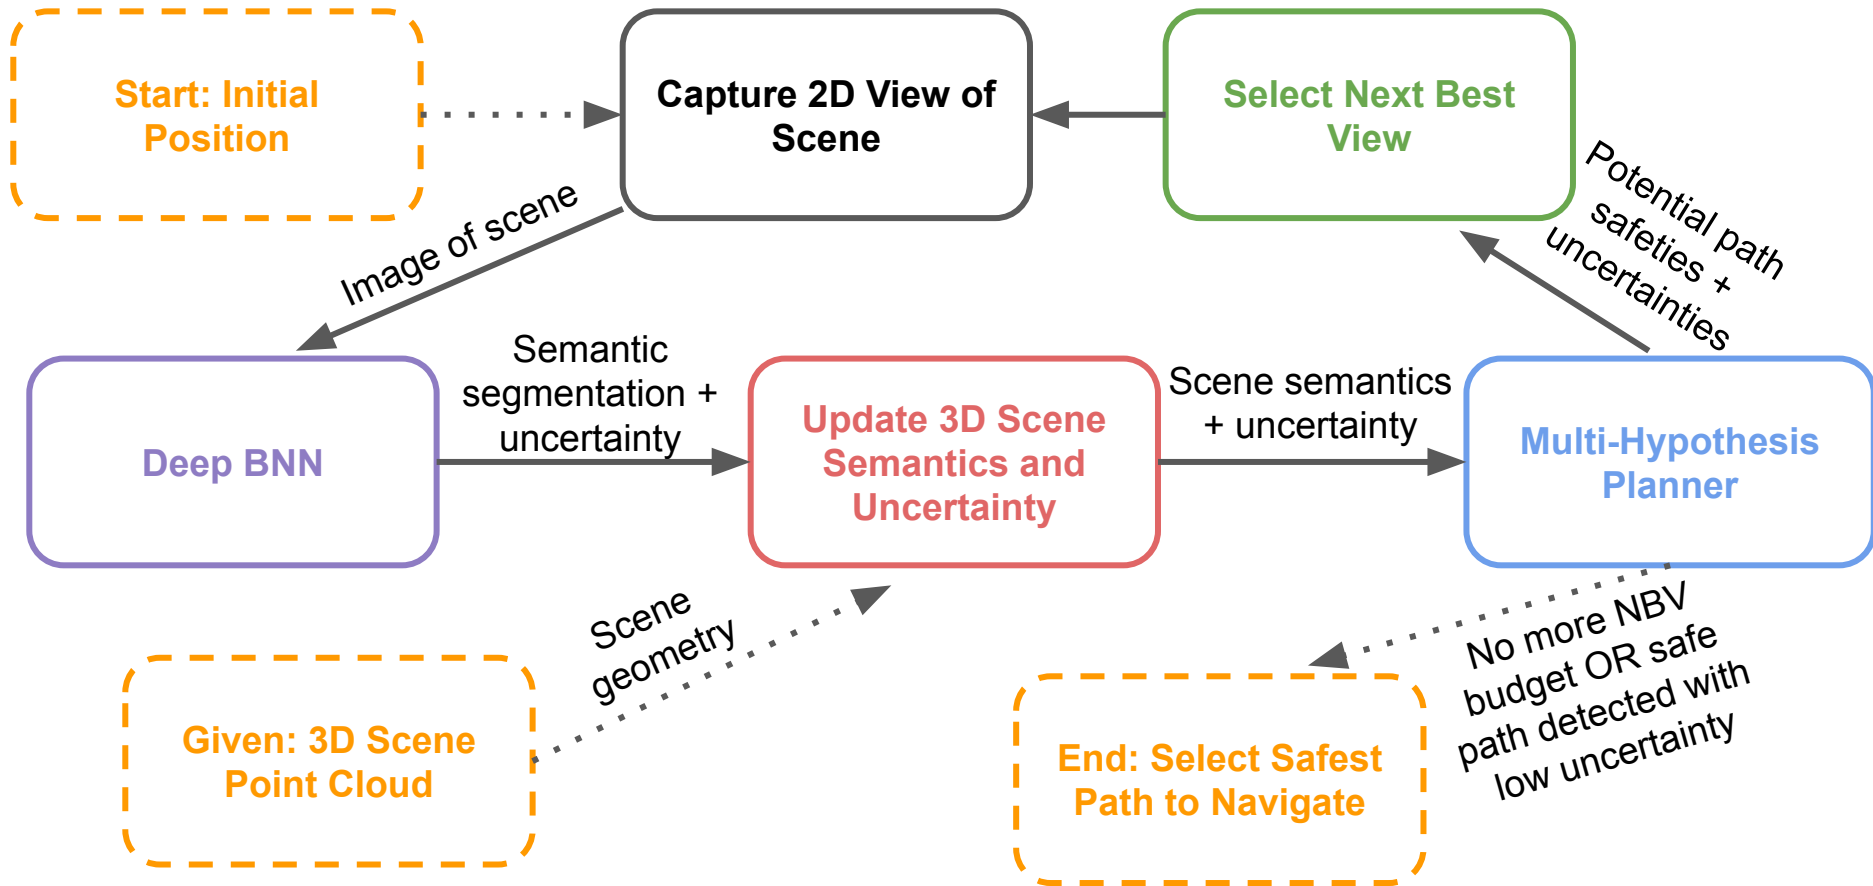 Start: Initial
Position
Capture 2D View of
Scene
Select Next Best
View
Image of scene
Potential path
safeties +
uncertainties
Deep BNN
Semantic
segmentation +
uncertainty
Update 3D Scene
Semantics and
Uncertainty
Scene semantics
+ uncertainty
Multi-Hypothesis
Planner
Scene
geometry
No more NBV
budget OR safe
path detected with
low uncertainty
Given: 3D Scene
Point Cloud
End: Select Safest
Path to Navigate